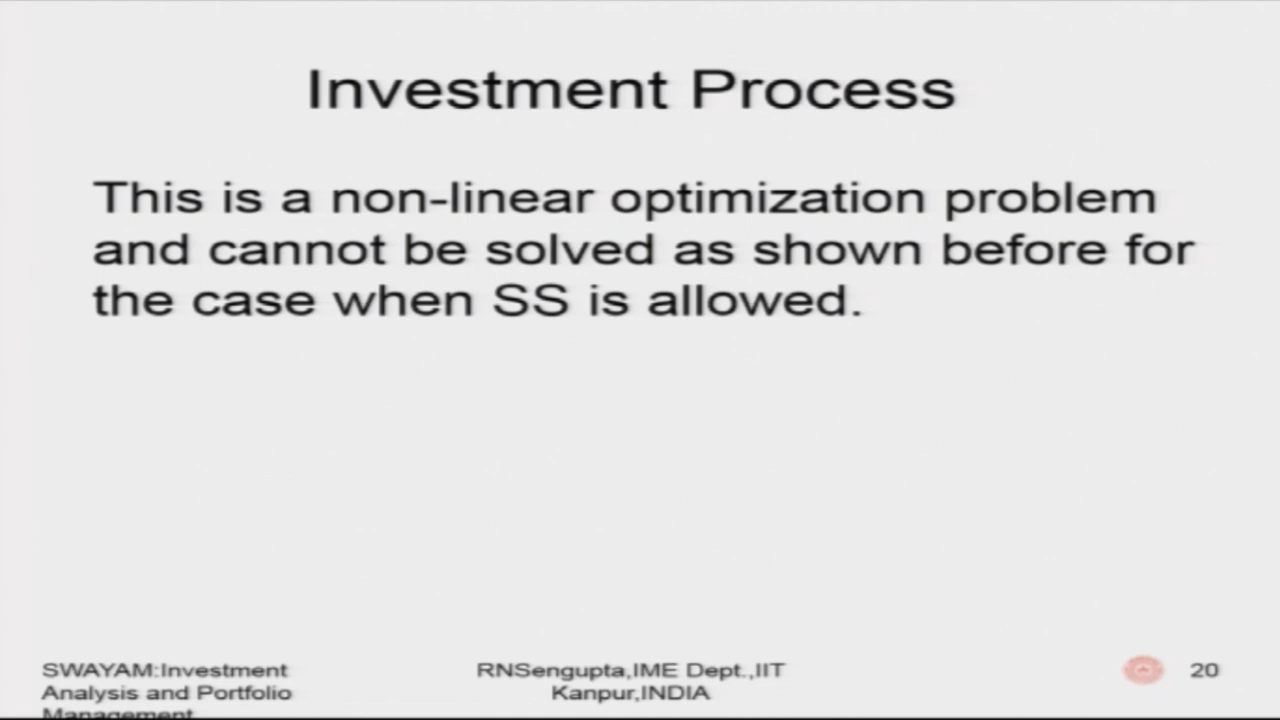 Investment Process
This is a non-linear optimization problem
and cannot be solved as shown before for
the case when SS is allowed.
SWAYAM:Investment
Analysis and Portfolio
Management
RNSengupta,IME Dept.,IIT
Kanpur,INDIA
20